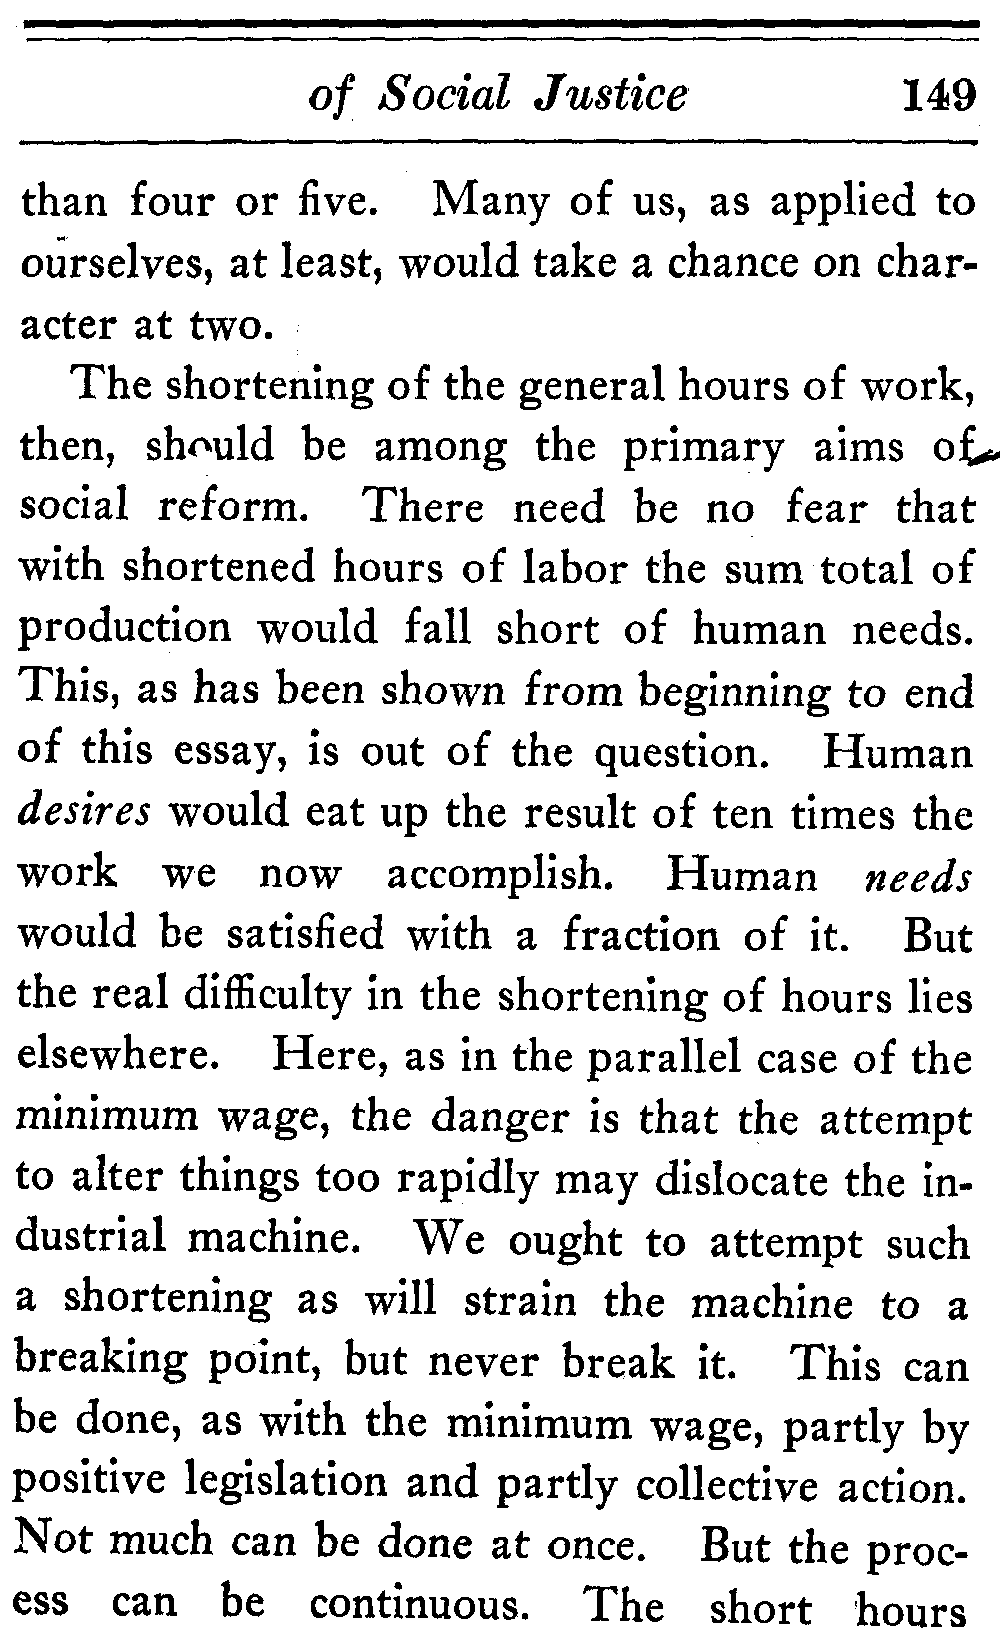 of Social Justice 149
than four or five. Many of us, as applied to
ourselves, at least, would take a chance on char-
acter at two.
The shortening of the general hours of work,
then, should be among the primary aims of
social reform. There need be no fear that
with shortened hours of labor the sum total of
production would fall short of human needs.
This, as has been shown from beginning to end
of this essay, is out of the question. Human
desires would eat up the result of ten times the
work we now accomplish. Human needs
would be satisfied with a fraction of it. But
the real difficulty in the shortening of hours lies
elsewhere. Here, as in the parallel case of the
minimum wage, the danger is that the attempt
to alter things too rapidly may dislocate the in-
dustrial machine. We ought to attempt such
a shortening as will strain the machine to a
breaking point, but never break it. This can
be done, as with the minimum wage, partly by
positive legislation and partly collective action.
Not much can be done at once. But the proc-
ess can be continuous. The short hours